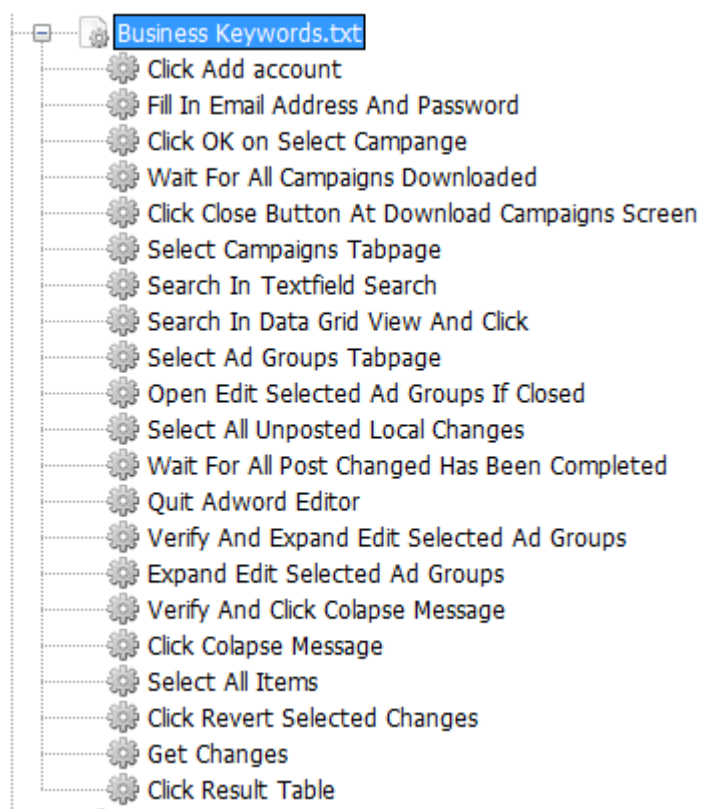 Business Keywords.txt
Click Add account
Fill In Email Address And Password
Click OK on Select Campange
Wait For All Campaigns Downloaded
Click Close Button At Download Campaigns Screen
Select Campaigns Tabpage
Search In Textfield Search
Search In Data Grid View And Click
Select Ad Groups Tabpage
Open Edit Selected Ad Groups If Closed
Select All Unposted Local Changes
Wait For All Post Changed Has Been Completed
Quit Adword Editor
Verify And Expand Edit Selected Ad Groups
Expand Edit Selected Ad Groups
Verify And Click Colapse Message
Click Colapse Message
Select All Items
Click Revert Selected Changes
Get Changes
Click Result Table